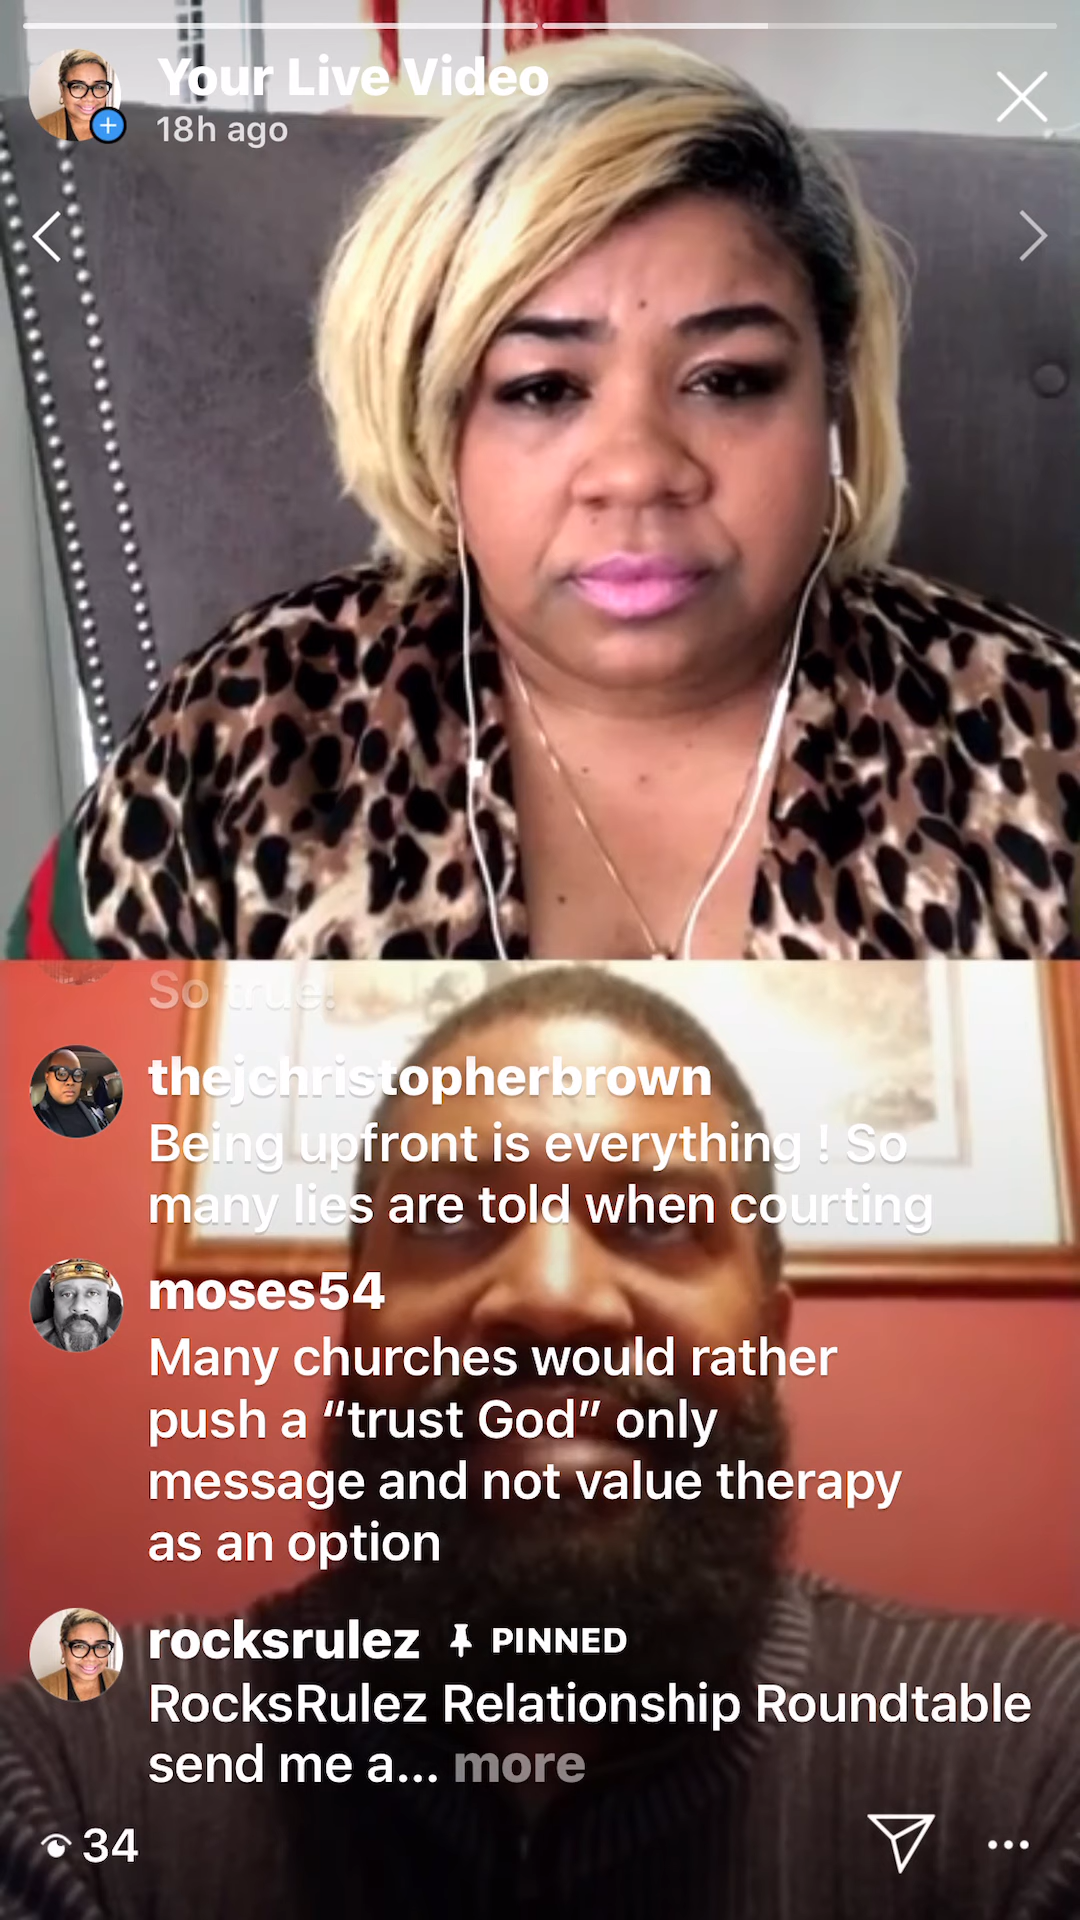 Your Live Video
18h ago
So true!
thejchristopherbrown
Being upfront is everything ! So
many lies are told when courting
moses54
Many churches would rather
push a “trust God” only
message and not value therapy
as an option
rocksrulez PINNED
RocksRulez Relationship Roundtable
send me a... more
34